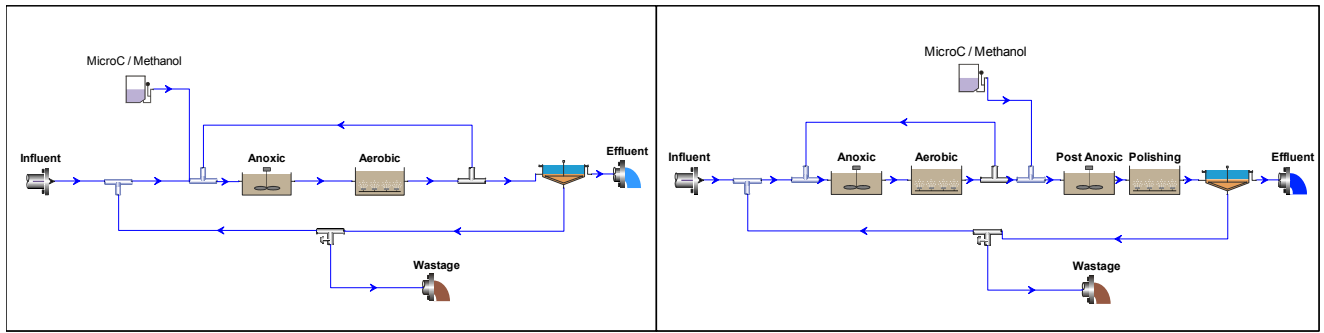 MicroC / Methanol
Influent
Anoxic
Aerobic
Effluent
Wastage
MicroC / Methanol
Influent
Anoxic
Aerobic
Post Anoxic
Polishing
Effluent
Wastage